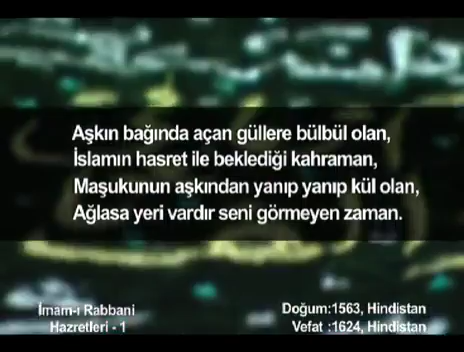 Aşkın bağında açan güllere bülbül olan,
İslamın hasret ile beklediği kahraman,
Maşukunun aşkından yanıp yanıp kül olan,
Ağlasa yeri vardır seni görmeyen zaman.
İmam-ı Rabbani
Hazretleri - 1
Doğum:1563, Hindistan
Vefat :1624, Hindistan